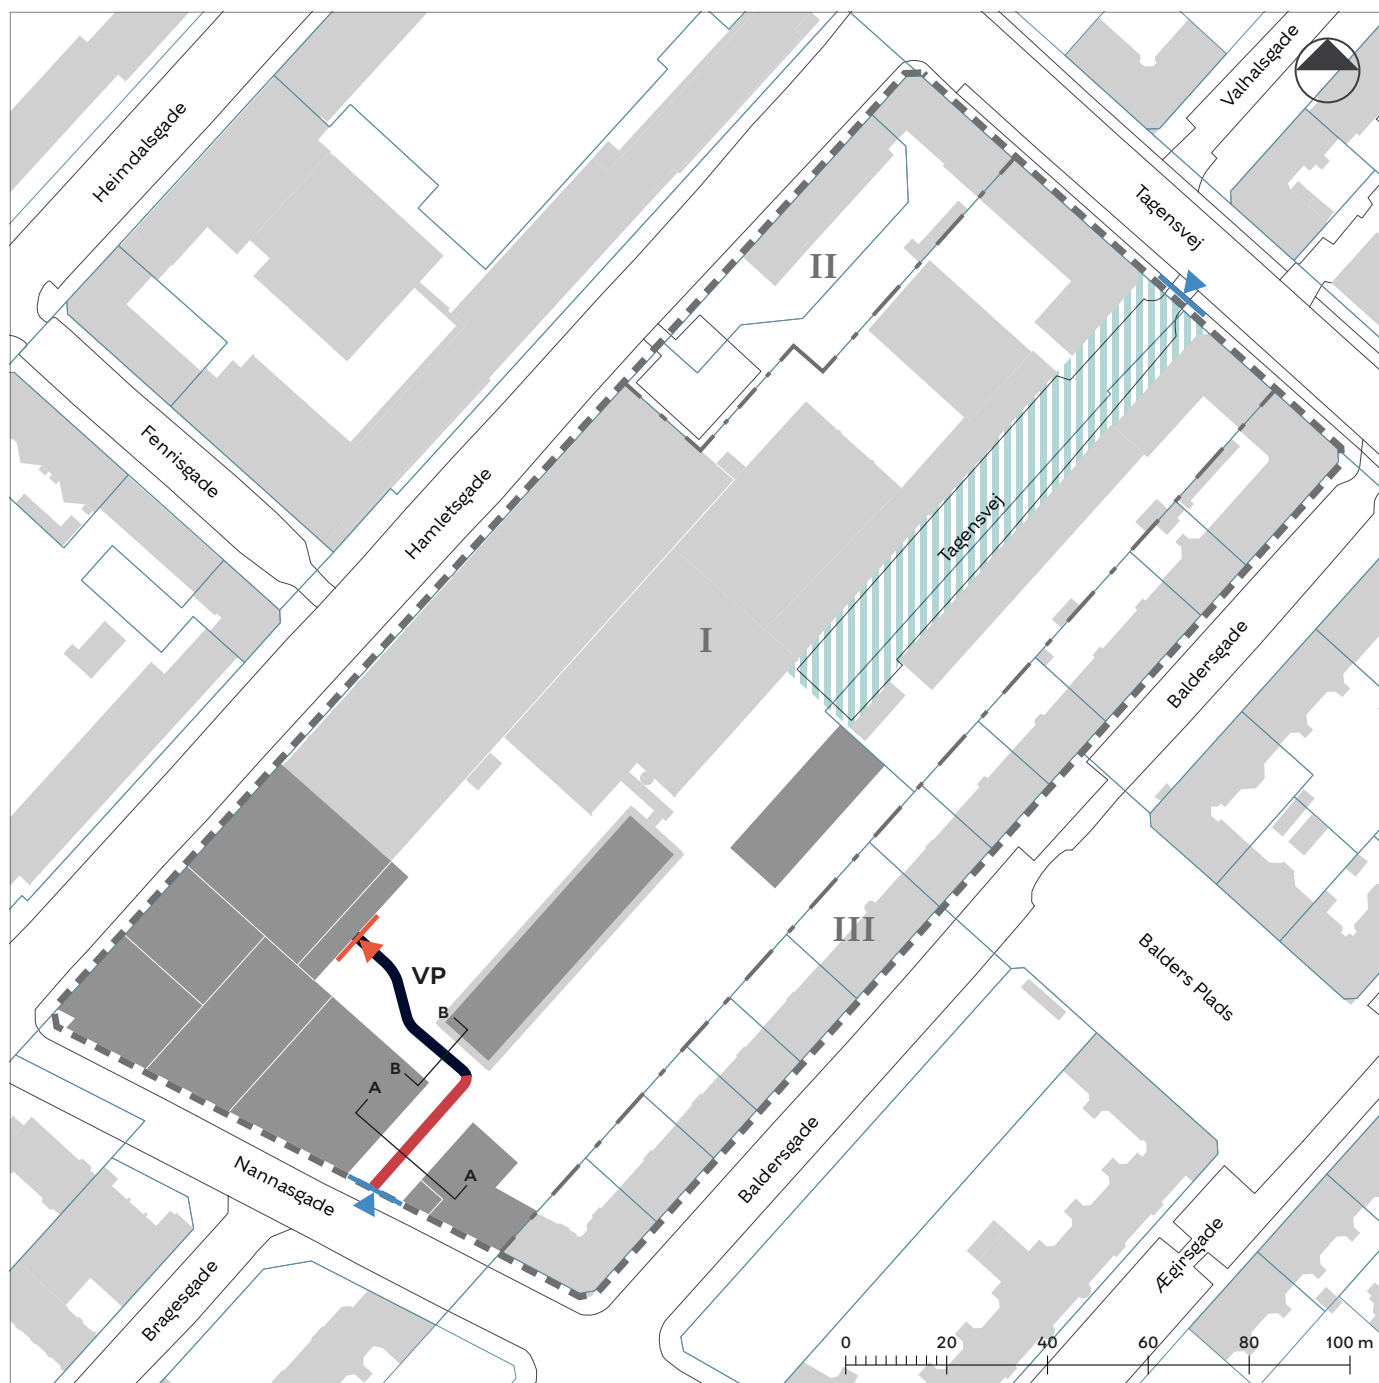 Valhalsgade
Heimdalsgade
Tagensvej
II
Fenrisgade
Hamletsgade
Tagensvej
I
Baldersgade
III
VP
Balders Plads
B
B
A
A
Nannasgade
Baldersgade
Ægirsgade
Bragesgade
0 20 40 60 80 100 m